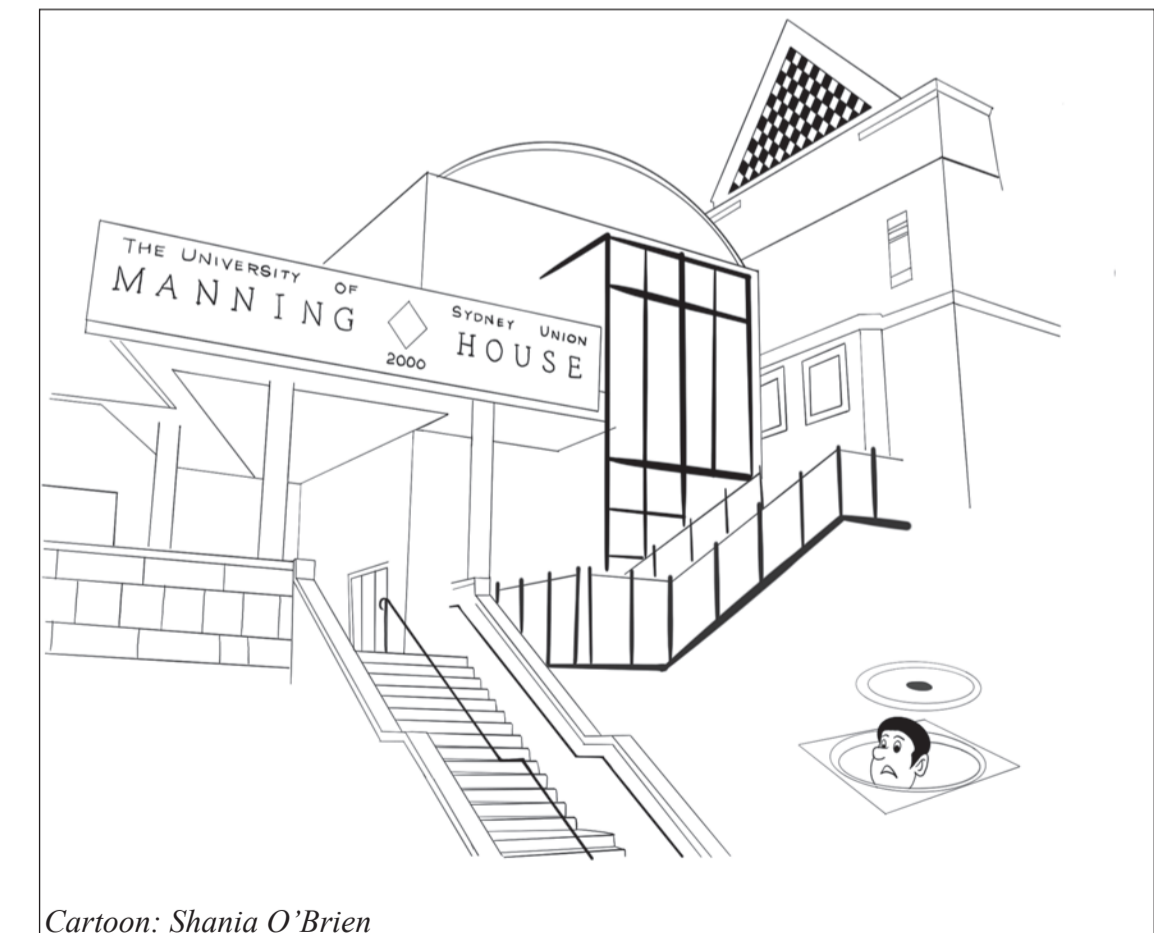 THE UNIVERSITY OF
MANNING
2000
SYDNEY UNION
HOUSE
Cartoon: Shania O'Brien